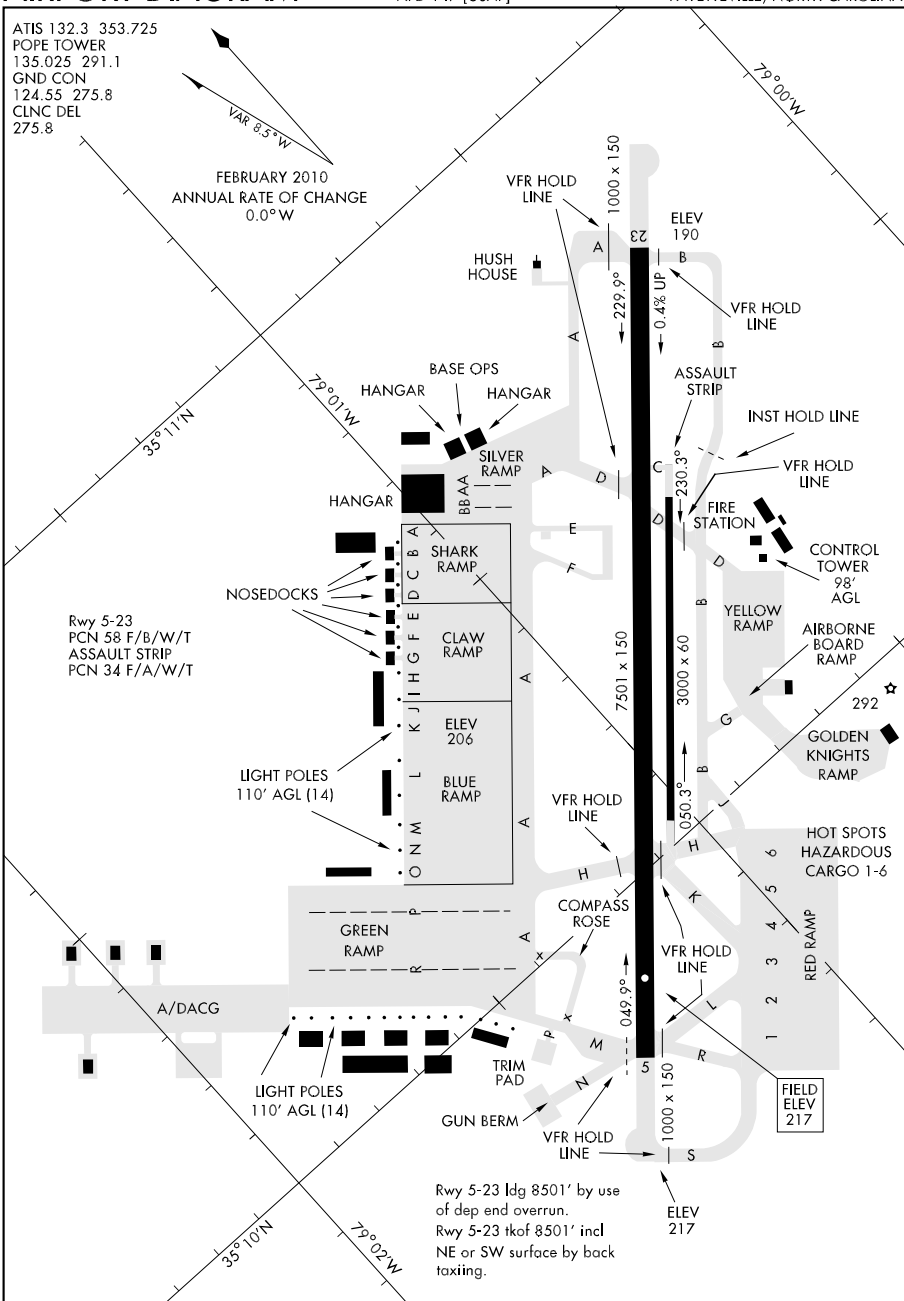 ATIS 132.3 353.725
POPE TOWER
135.025 291.1
GND CON
124.55 275.8
CLNC DEL
275.8
VAR 8.5°W
FEBRUARY 2010
ANNUAL RATE OF CHANGE
0.0°W
79°00'W
VFR HOLD
LINE
1000 x 150
ELEV
190
23
A
B
HUSH
HOUSE
229.9°
0.4% UP
VFR HOLD
LINE
A
B
35°11'N
79°01'W
BASE OPS
HANGAR
HANGAR
ASSAULT
STRIP
INST HOLD LINE
SILVER
RAMP
A
D
C
230.3°
VFR HOLD
LINE
HANGAR
AA
BB
FIRE
STATION
E
F
D
D
CONTROL
TOWER
98'
AGL
SHARK
RAMP
A
B
C
D
E
F
G
H
I
J
K
L
M
N
O
P
R
NOSEDOCKS
Rwy 5-23
PCN 58 F/B/W/T
ASSAULT STRIP
PCN 34 F/A/W/T
CLAW
RAMP
A
A
7501 x 150
3000 x 60
B
YELLOW
RAMP
AIRBORNE
BOARD
RAMP
292
G
GOLDEN
KNIGHTS
RAMP
ELEV
206
BLUE
RAMP
LIGHT POLES
110' AGL (14)
B
J
050.3°
A
VFR HOLD
LINE
HOT SPOTS
HAZARDOUS
CARGO 1-6
H
H
K
6
5
4
3
2
1
RED RAMP
COMPASS
ROSE
GREEN
RAMP
A
x
x
P
049.9°
VFR HOLD
LINE
L
A/DACG
M
R
N
5
TRIM
PAD
LIGHT POLES
110' AGL (14)
GUN BERM
VFR HOLD
LINE
1000 x 150
FIELD
ELEV
217
S
ELEV
217
Rwy 5-23 ldg 8501' by use
of dep end overrun.
Rwy 5-23 tkof 8501' incl
NE or SW surface by back
taxiing.
35°10'N
79°02'W